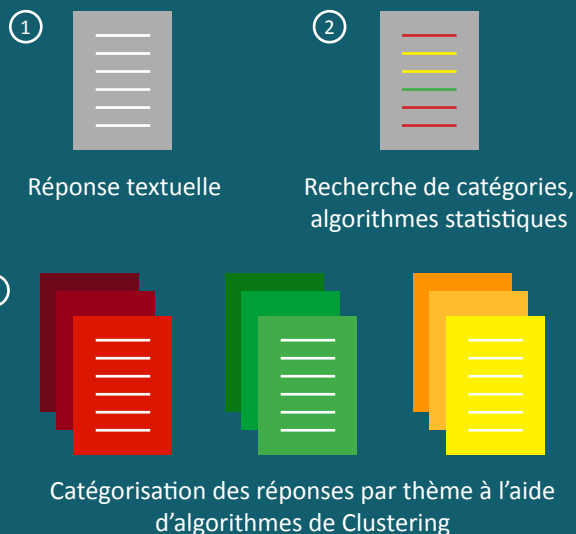 1
2
Réponse textuelle
Recherche de catégories,
algorithmes statistiques
Catégorisation des réponses par thème à l’aide
d’algorithmes de Clustering